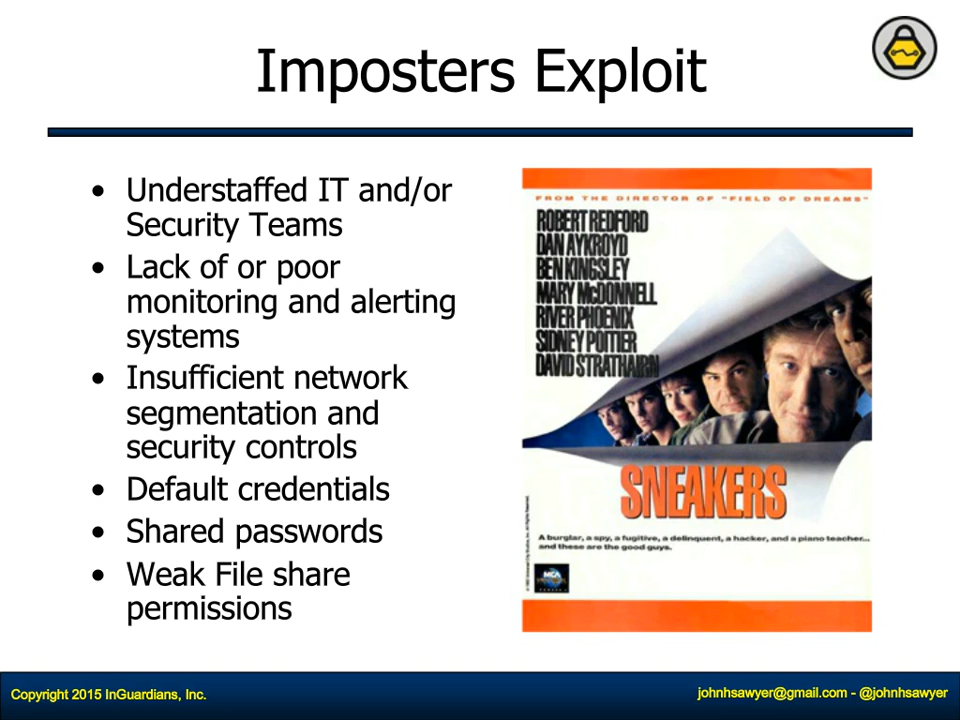 Imposters Exploit
• Understaffed IT and/or
Security Teams
• Lack of or poor
monitoring and alerting
systems
• Insufficient network
segmentation and
security controls
• Default credentials
• Shared passwords
• Weak File share
permissions
FROM THE DIRECTOR OF "FIELD OF DREAMS"
ROBERT REDFORD
DAN AYKROYD
BEN KINGSLEY
MARY McDONNELL
RIVER PHOENIX
SIDNEY POITIER
DAVID STRATHAIRN
SNEAKERS
A burglar, a spy, a fugitive, a delinquent, a hacker, and a piano teacher...
and these are the good guys.
MCA
Copyright 2015 InGuardians, Inc.
johnhsawyer@gmail.com - @johnhsawyer